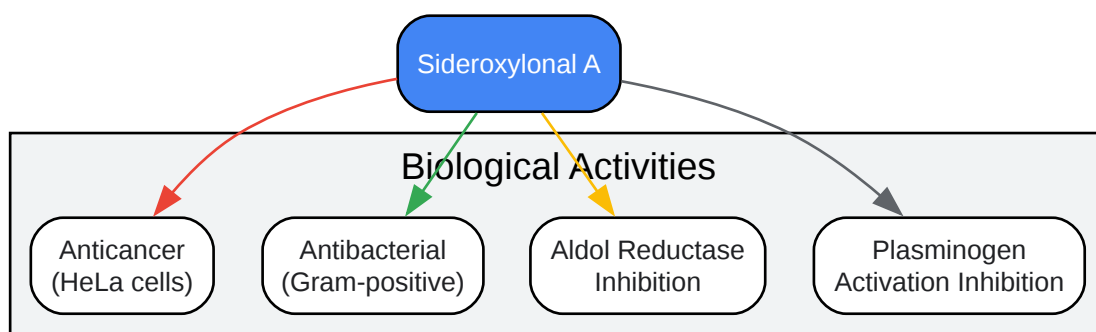 Sideroxylonal A
Biological Activities
Anticancer
(HeLa cells)
Antibacterial
(Gram-positive)
Aldol Reductase
Inhibition
Plasminogen
Activation Inhibition